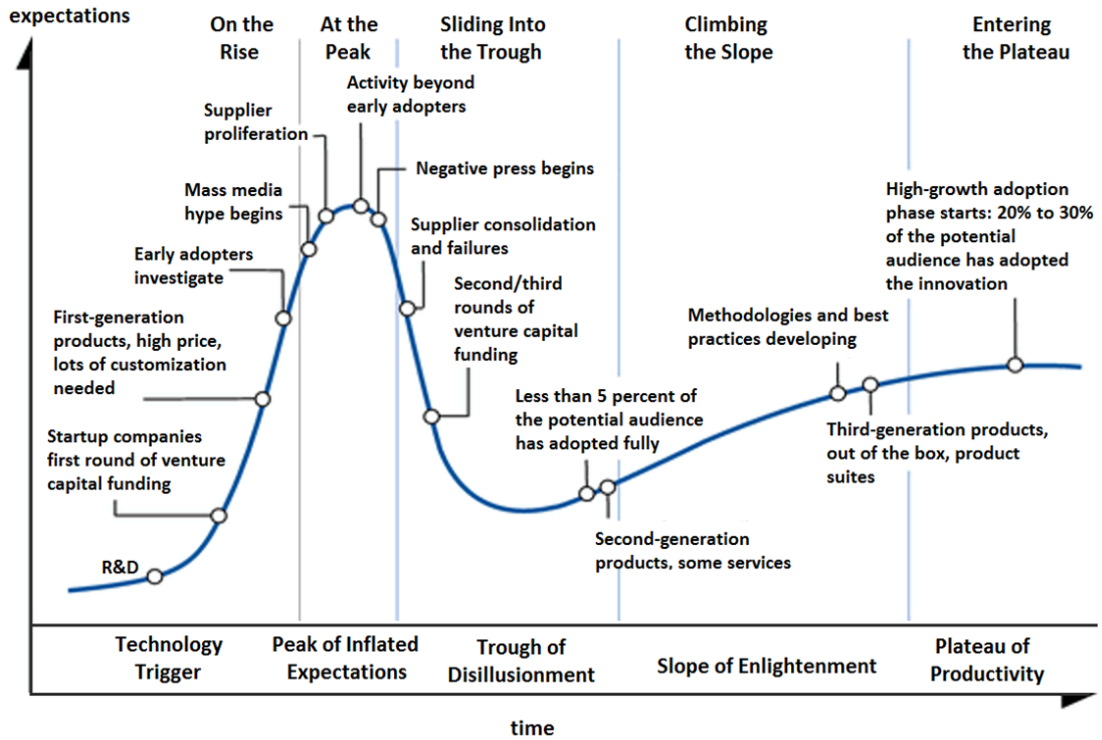 expectations
On the
Rise
At the
Peak
Sliding Into
the Trough
Climbing
the Slope
Entering
the Plateau
Activity beyond
early adopters
Supplier
proliferation
Negative press begins
Mass media
hype begins
Supplier consolidation
and failures
Early adopters
investigate
Second/third
rounds of
venture capital
funding
First-generation
products, high price,
lots of customization
needed
High-growth adoption
phase starts: 20% to 30%
of the potential
audience has adopted
the innovation
Methodologies and best
practices developing
Less than 5 percent of
the potential audience
has adopted fully
Startup companies
first round of venture
capital funding
Third-generation products,
out of the box, product
suites
Second-generation
products, some services
R&D
Technology
Trigger
Peak of Inflated
Expectations
Trough of
Disillusionment
Slope of Enlightenment
Plateau of
Productivity
time